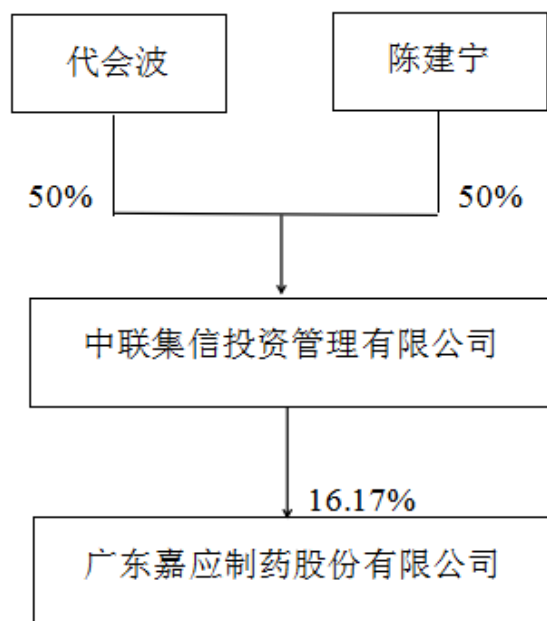 代会波
陈建宁
50%
50%
中联集信投资管理有限公司
16.17%
广东嘉应制药股份有限公司